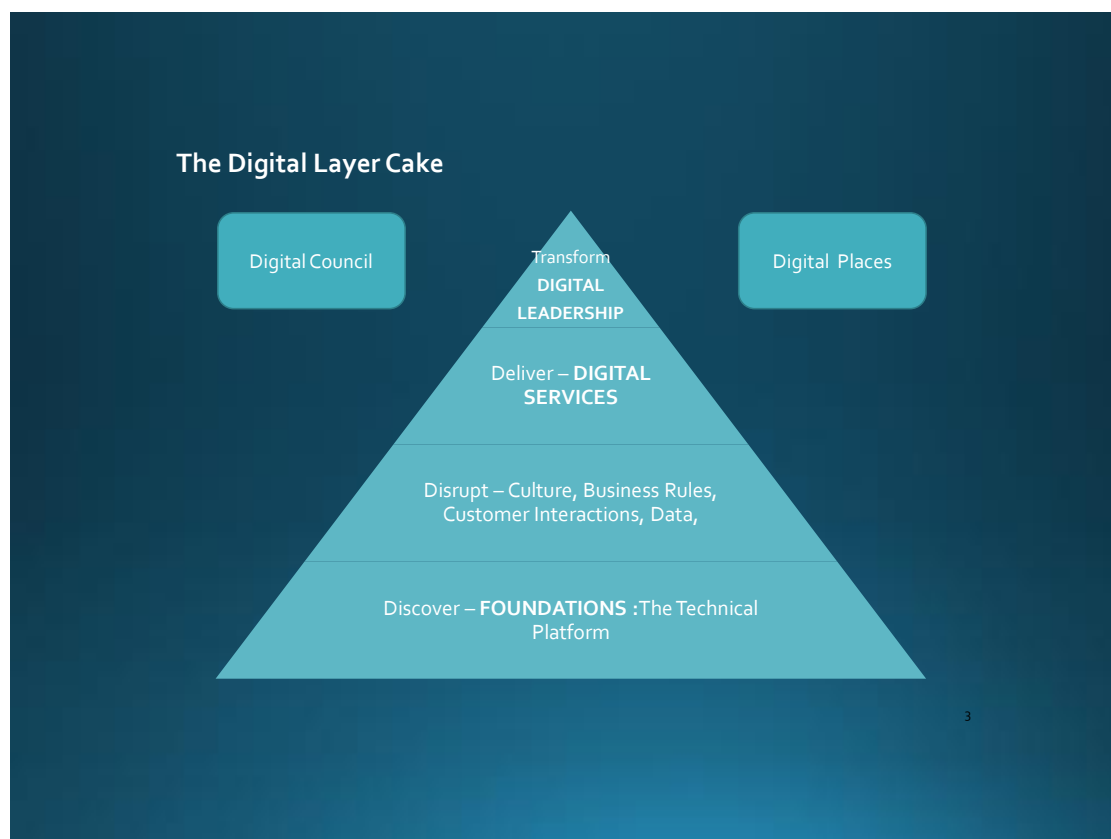 The Digital Layer Cake
Digital Council
Transform
DIGITAL
LEADERSHIP
Digital Places
Deliver – DIGITAL
SERVICES
Disrupt – Culture, Business Rules,
Customer Interactions, Data,
Discover – FOUNDATIONS :The Technical
Platform
3